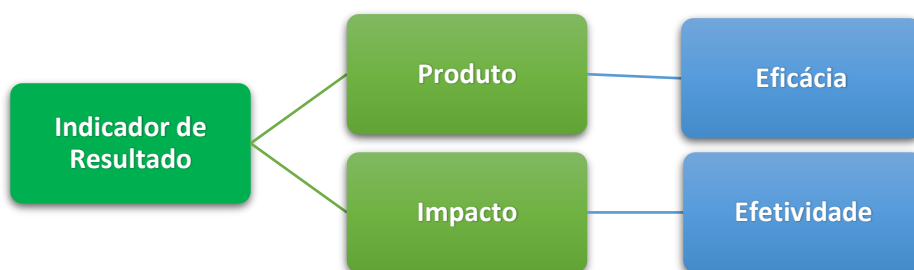 Indicador de
Resultado
Produto
Eficácia
Impacto
Efetividade